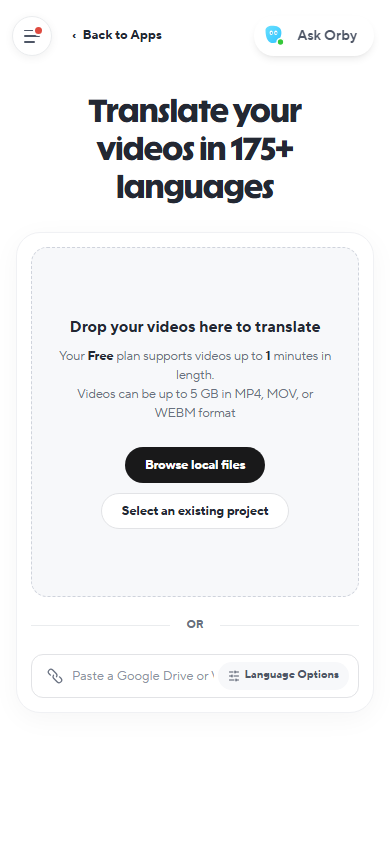 ‹ Back to Apps
Ask Orby
Translate your
videos in 175+
languages
Drop your videos here to translate
Your Free plan supports videos up to 1 minutes in
length.
Videos can be up to 5 GB in MP4, MOV, or
WEBM format
Browse local files
Select an existing project
OR
Paste a Google Drive or
Language Options